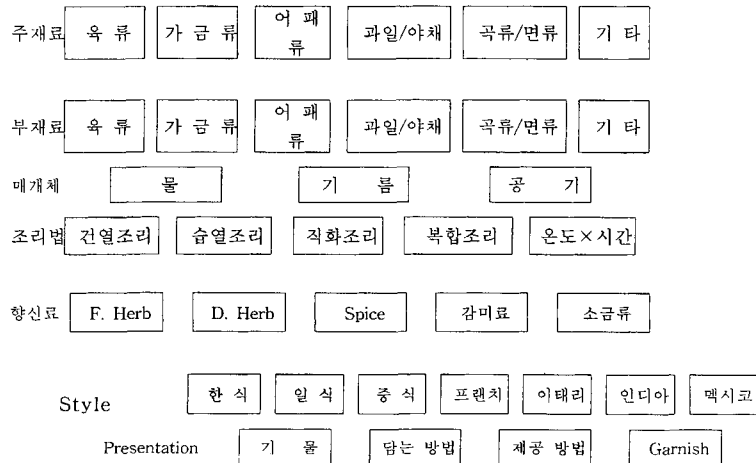 주재료 육 류 가 금 류 어 패 류 과일/야채 곡류/면류 기 타
부재료 육 류 가 금 류 어 패 류 과일/야채 곡류/면류 기 타
매개체 물 기 름 공 기
조리법 건열조리 습열조리 직화조리 복합조리 온도×시간
향신료 F. Herb D. Herb Spice 감미료 소금류
Style 한 식 일 식 중 식 프랜치 이태리 인디아 멕시코
Presentation 기 물 담는 방법 제공 방법 Garnish